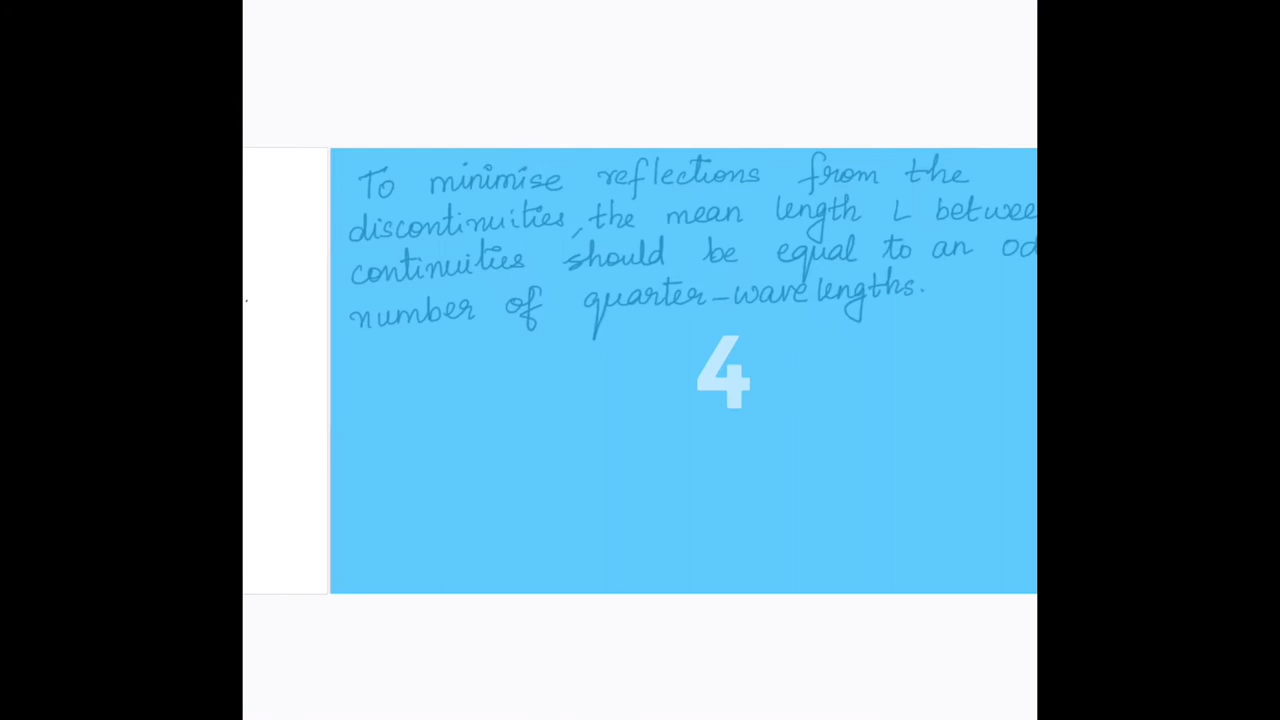 To minimise reflections from the
discontinuities, the mean length L betwee
continuities should be equal to an od
number of quarter-wavelengths.
4